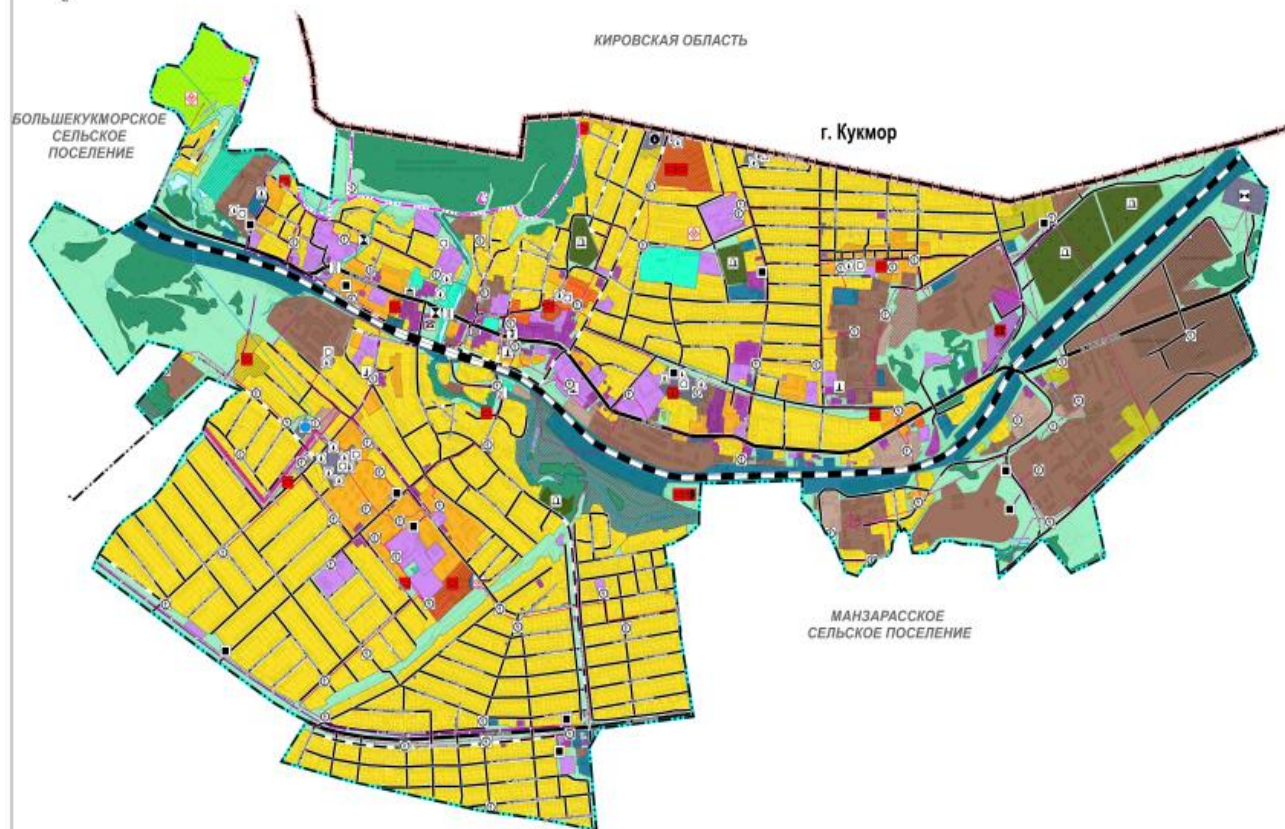 КИРОВСКАЯ ОБЛАСТЬ
БОЛЬШЕКУКМОРСКОЕ
СЕЛЬСКОЕ
ПОСЕЛЕНИЕ
г. Кукмор
МАНЗАРАССКОЕ
СЕЛЬСКОЕ ПОСЕЛЕНИЕ